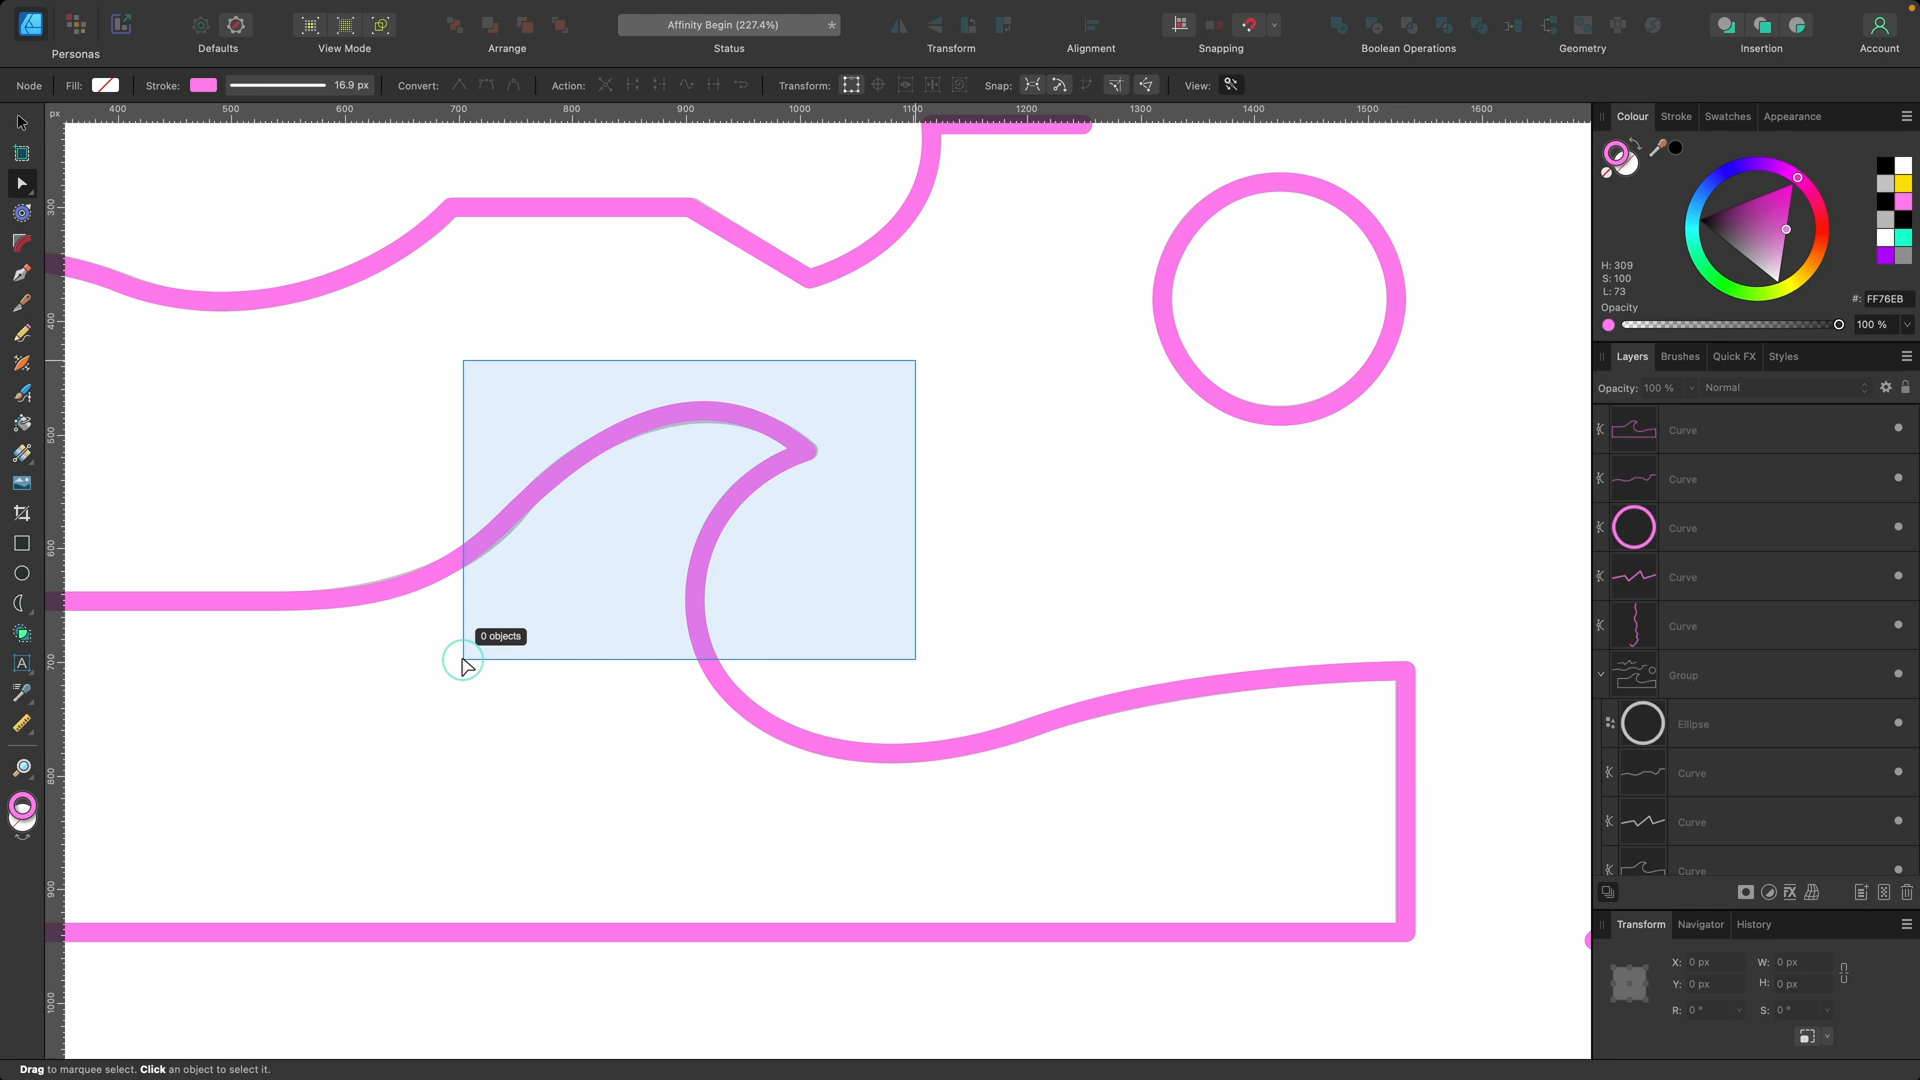 Personas
Defaults
View Mode
Arrange
Affinity Begin (227.4%)
*
Status
Transform
Alignment
Snapping
Boolean Operations
Geometry
Insertion
Account
Node
Fill:
Stroke:
16.9 px
Convert:
Action:
Transform:
Snap:
View:
px
400 500 600 700 800 900 1000 1100 1200 1300 1400 1500 1600
300
400
500
600
700
800
900
1000
0 objects
Colour Stroke Swatches Appearance
H: 309
S: 100
L: 73
#: FF76EB
Opacity
100 %
Layers Brushes Quick FX Styles
Opacity: 100 % Normal
Curve
Curve
Curve
Curve
Curve
Group
Ellipse
Curve
Curve
Curve
Transform Navigator History
X: 0 px W: 0 px
Y: 0 px H: 0 px
R: 0 ° S: 0 °
Drag to marquee select. Click an object to select it.